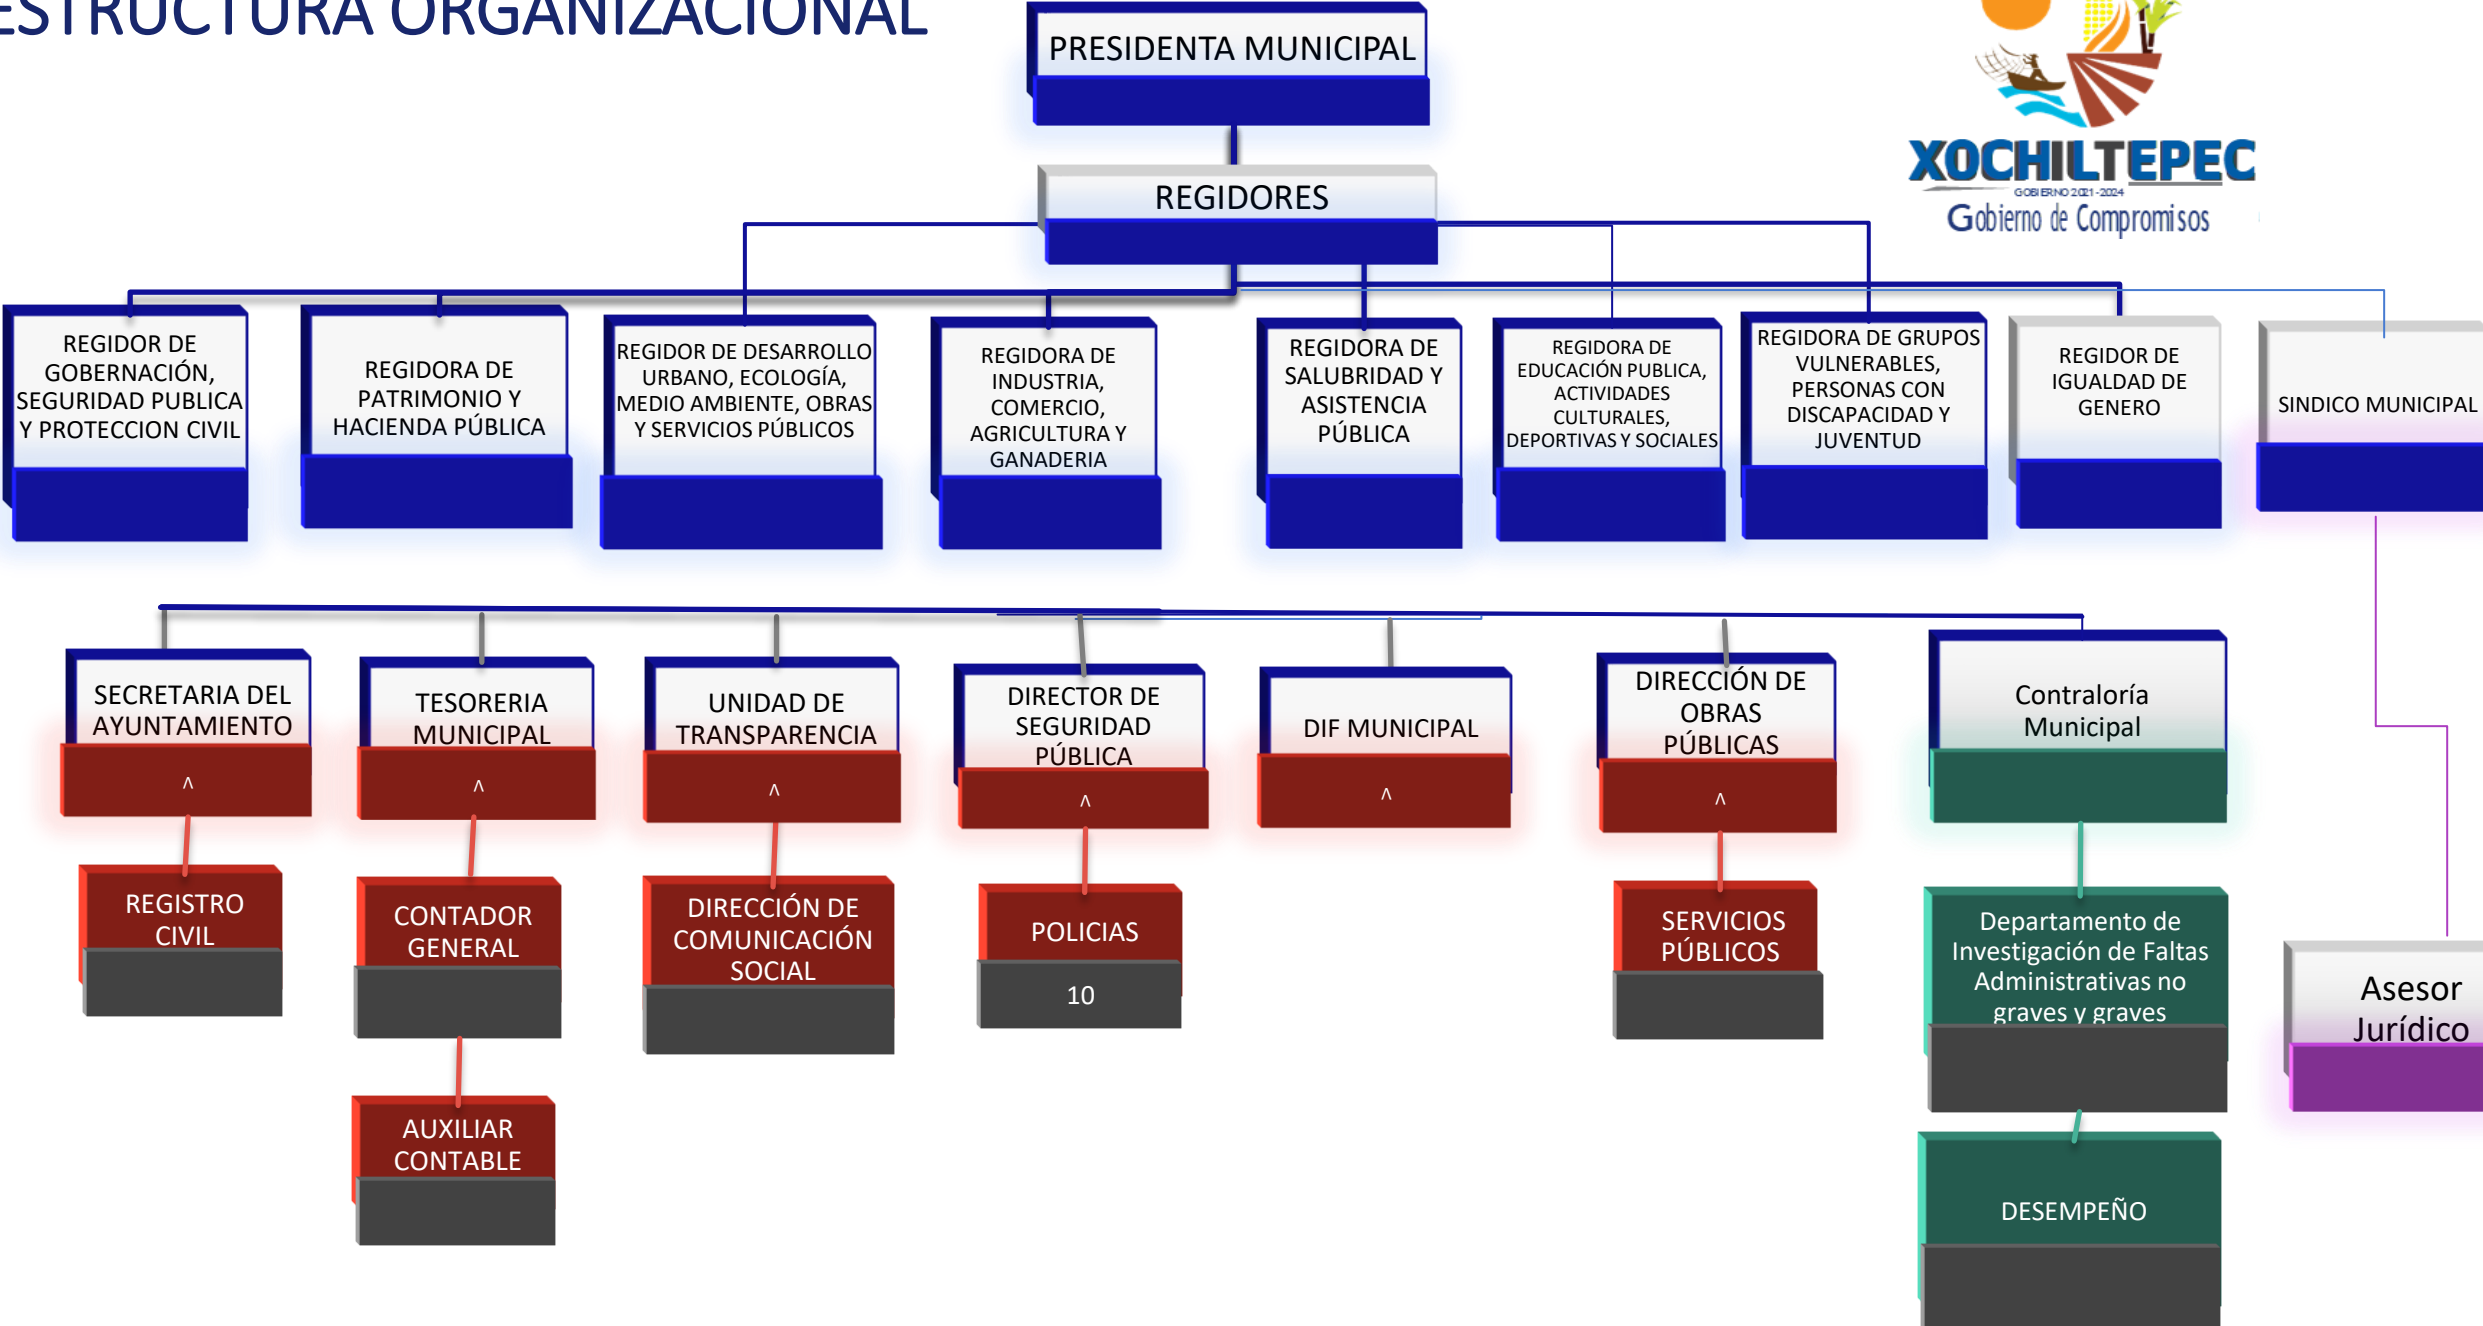 ESTRUCTURA ORGANIZACIONAL
PRESIDENTA MUNICIPAL
XOCHILTEPEC
GOBIERNO 2021-2024
Gobierno de Compromisos
REGIDORES
REGIDOR DE
GOBERNACIÓN,
SEGURIDAD PUBLICA
Y PROTECCION CIVIL
REGIDORA DE
PATRIMONIO Y
HACIENDA PÚBLICA
REGIDOR DE DESARROLLO
URBANO, ECOLOGÍA,
MEDIO AMBIENTE, OBRAS
Y SERVICIOS PÚBLICOS
REGIDORA DE
INDUSTRIA,
COMERCIO,
AGRICULTURA Y
GANADERIA
REGIDORA DE
SALUBRIDAD Y
ASISTENCIA
PÚBLICA
REGIDORA DE
EDUCACIÓN PUBLICA,
ACTIVIDADES
CULTURALES,
DEPORTIVAS Y SOCIALES
REGIDORA DE GRUPOS
VULNERABLES,
PERSONAS CON
DISCAPACIDAD Y
JUVENTUD
REGIDOR DE
IGUALDAD DE
GENERO
SINDICO MUNICIPAL
SECRETARIA DEL
AYUNTAMIENTO
^
TESORERIA
MUNICIPAL
^
UNIDAD DE
TRANSPARENCIA
^
DIRECTOR DE
SEGURIDAD
PÚBLICA
^
DIF MUNICIPAL
^
DIRECCIÓN DE
OBRAS
PÚBLICAS
^
Contraloría
Municipal
REGISTRO
CIVIL
CONTADOR
GENERAL
DIRECCIÓN DE
COMUNICACIÓN
SOCIAL
POLICIAS
10
SERVICIOS
PÚBLICOS
Departamento de
Investigación de Faltas
Administrativas no
graves y graves
Asesor
Jurídico
AUXILIAR
CONTABLE
DESEMPEÑO